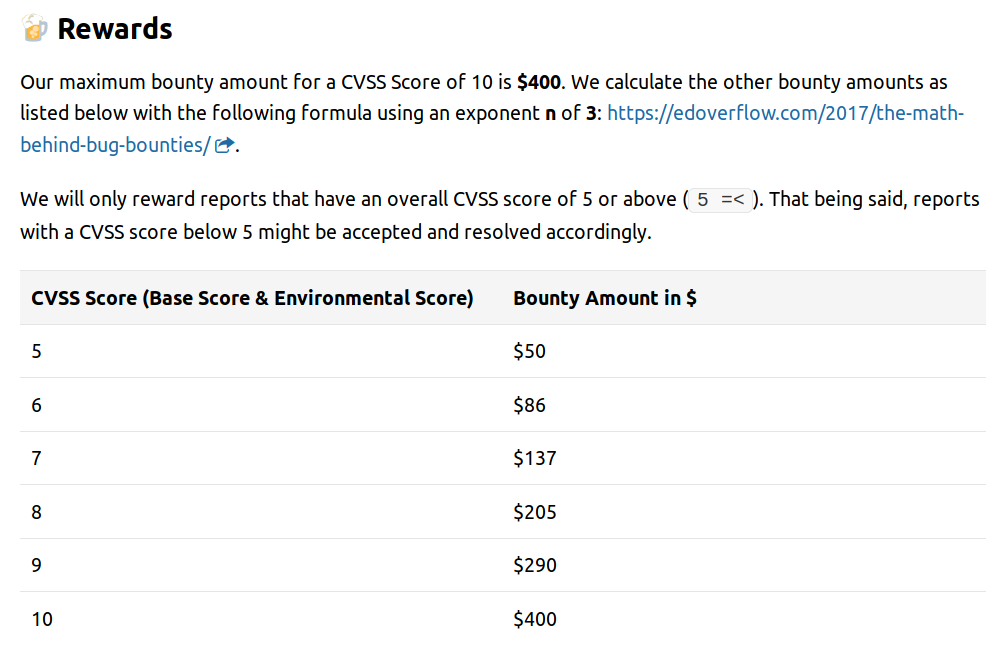 Rewards
Our maximum bounty amount for a CVSS Score of 10 is $400. We calculate the other bounty amounts as
listed below with the following formula using an exponent n of 3: https://edoverflow.com/2017/the-math-
behind-bug-bounties/.
We will only reward reports that have an overall CVSS score of 5 or above ( 5 =< ). That being said, reports
with a CVSS score below 5 might be accepted and resolved accordingly.
CVSS Score (Base Score & Environmental Score) Bounty Amount in $
5 $50
6 $86
7 $137
8 $205
9 $290
10 $400